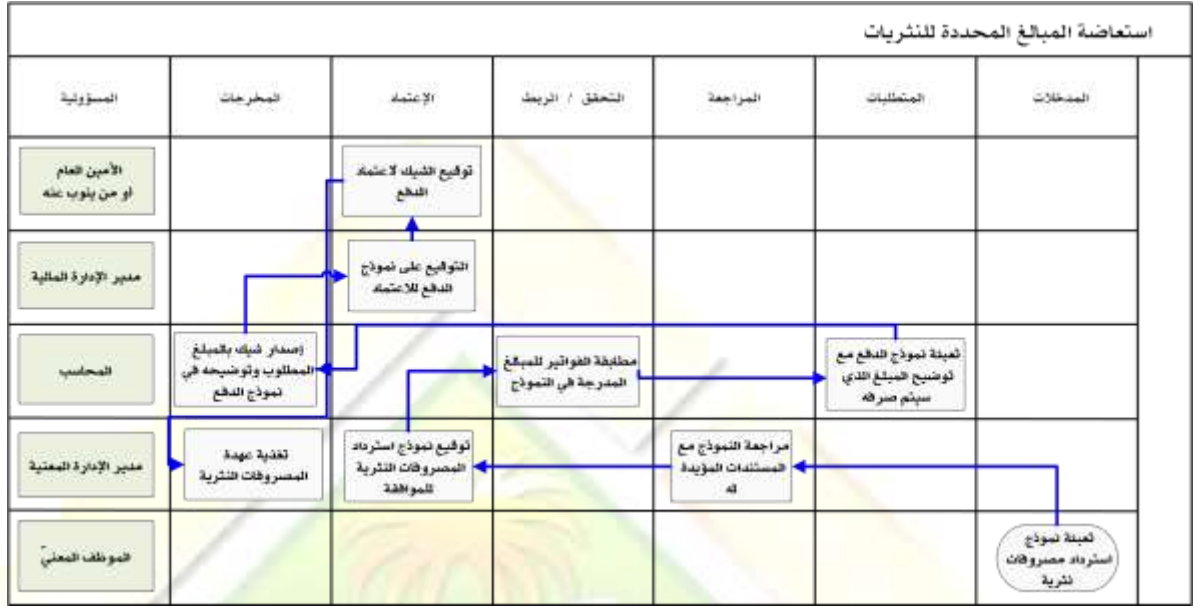 استعاضة المبالغ المحددة للنثريات
المدخلات
المتطلبات
المراجعة
التحقق / الربط
الإعتماد
المخرجات
المسؤولية
توقيع الشيك لاعتماد
الدفع
الأمين العام
أو من ينوب عنه
التوقيع على نموذج
الدفع للاعتماد
مدير الإدارة المالية
تعبئة نموذج الدفع مع
توضيح المبلغ الذي
سيتم صرفه
مطابقة الفواتير للمبالغ
المدرجة في النموذج
إصدار شيك بالمبلغ
المطلوب وتوضيحه في
نموذج الدفع
المحاسب
مراجعة النموذج مع
المستندات المؤيدة
له
توقيع نموذج استرداد
المصروفات النثرية
للموافقة
تغذية عهدة
المصروفات النثرية
مدير الإدارة المعنية
تعبئة نموذج
استرداد مصروفات
نثرية
الموظف المعنيّ